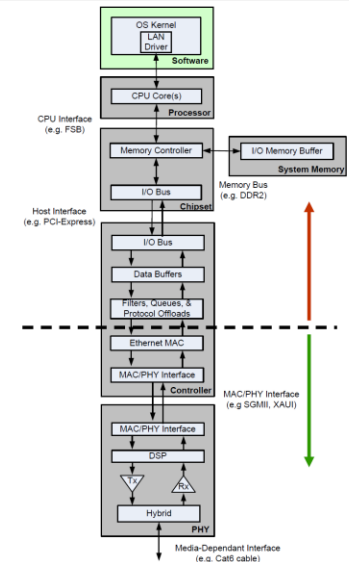 OS Kernel
LAN
Driver
Software
CPU Core(s)
Processor
CPU Interface
(e.g. FSB)
Memory Controller
I/O Memory Buffer
System Memory
I/O Bus
Chipset
Memory Bus
(e.g. DDR2)
Host Interface
(e.g. PCI-Express)
I/O Bus
Data Buffers
Filters, Queues, &
Protocol Offloads
Ethernet MAC
MAC/PHY Interface
Controller
MAC/PHY Interface
(e.g SGMII, XAUI)
MAC/PHY Interface
DSP
Tx
Rx
Hybrid
PHY
Media-Dependant Interface
(e.g. Cat6 cable)